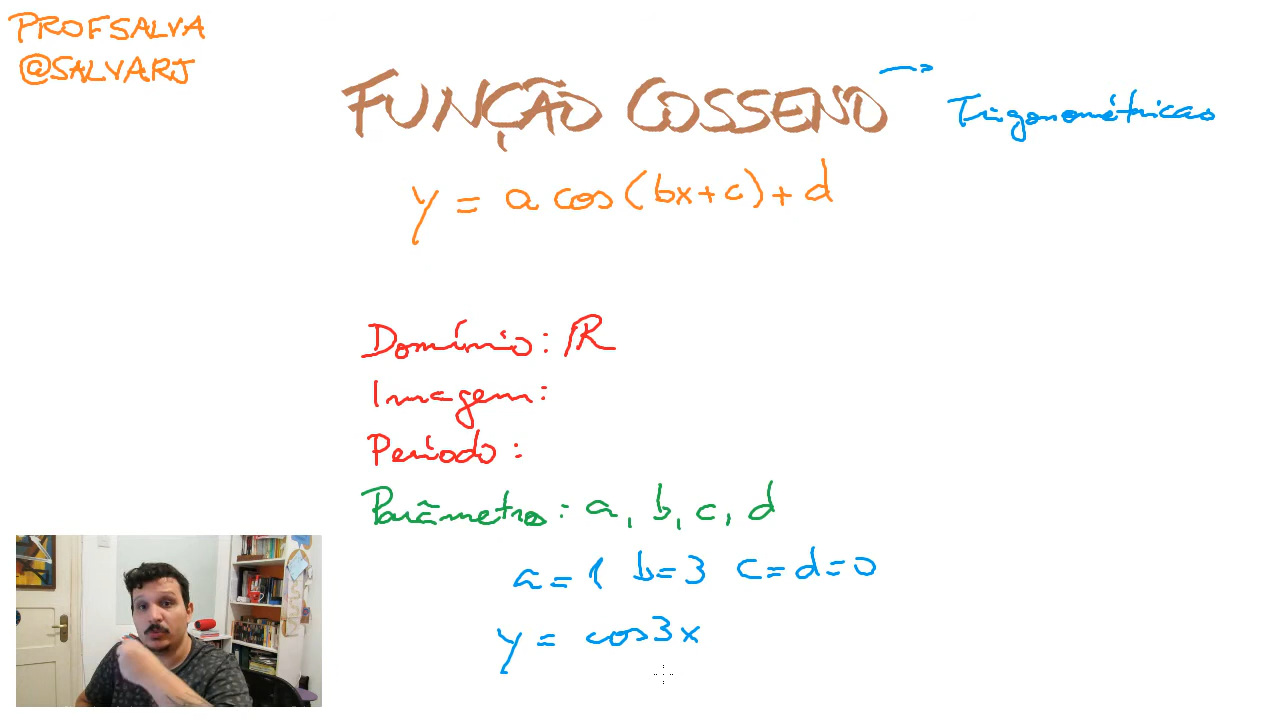 PROFSALVA
@SALVARJ
FUNÇÃO COSSENO → Trigonométricas
y = a cos(bx+c)+d
Domínio: ℝ
Imagem:
Período:
Parâmetros: a, b, c, d
a=1 b=3 c=d=0
y = cos3x